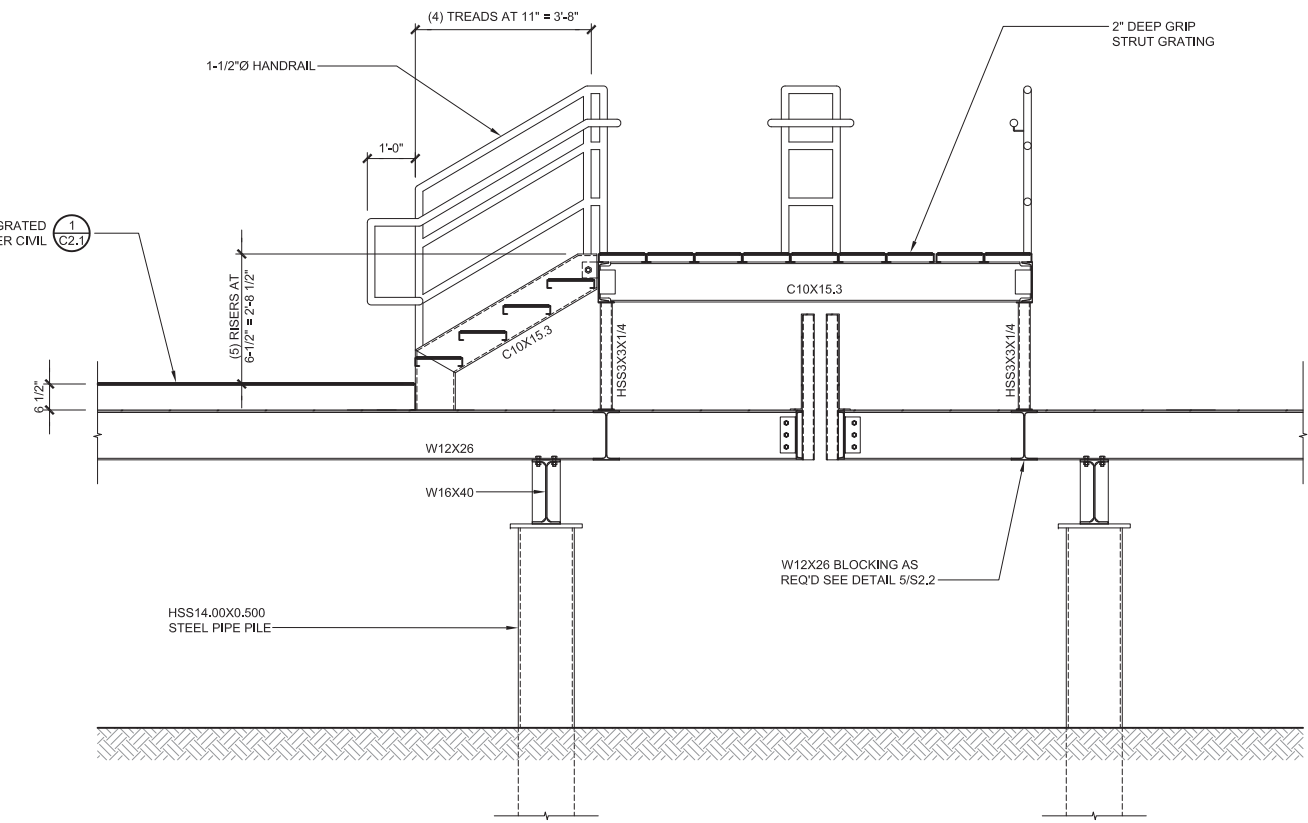 (4) TREADS AT 11" = 3'-8"
2" DEEP GRIP
STRUT GRATING
1-1/2"Ø HANDRAIL
1'-0"
GRATED
ER CIVIL
1
C2.1
(5) RISERS AT
6-1/2" = 2'-8 1/2"
6 1/2"
C10X15.3
C10X15.3
HSS3X3X1/4
HSS3X3X1/4
W12X26
W16X40
W12X26 BLOCKING AS
REQ'D SEE DETAIL 5/S2.2
HSS14.00X0.500
STEEL PIPE PILE